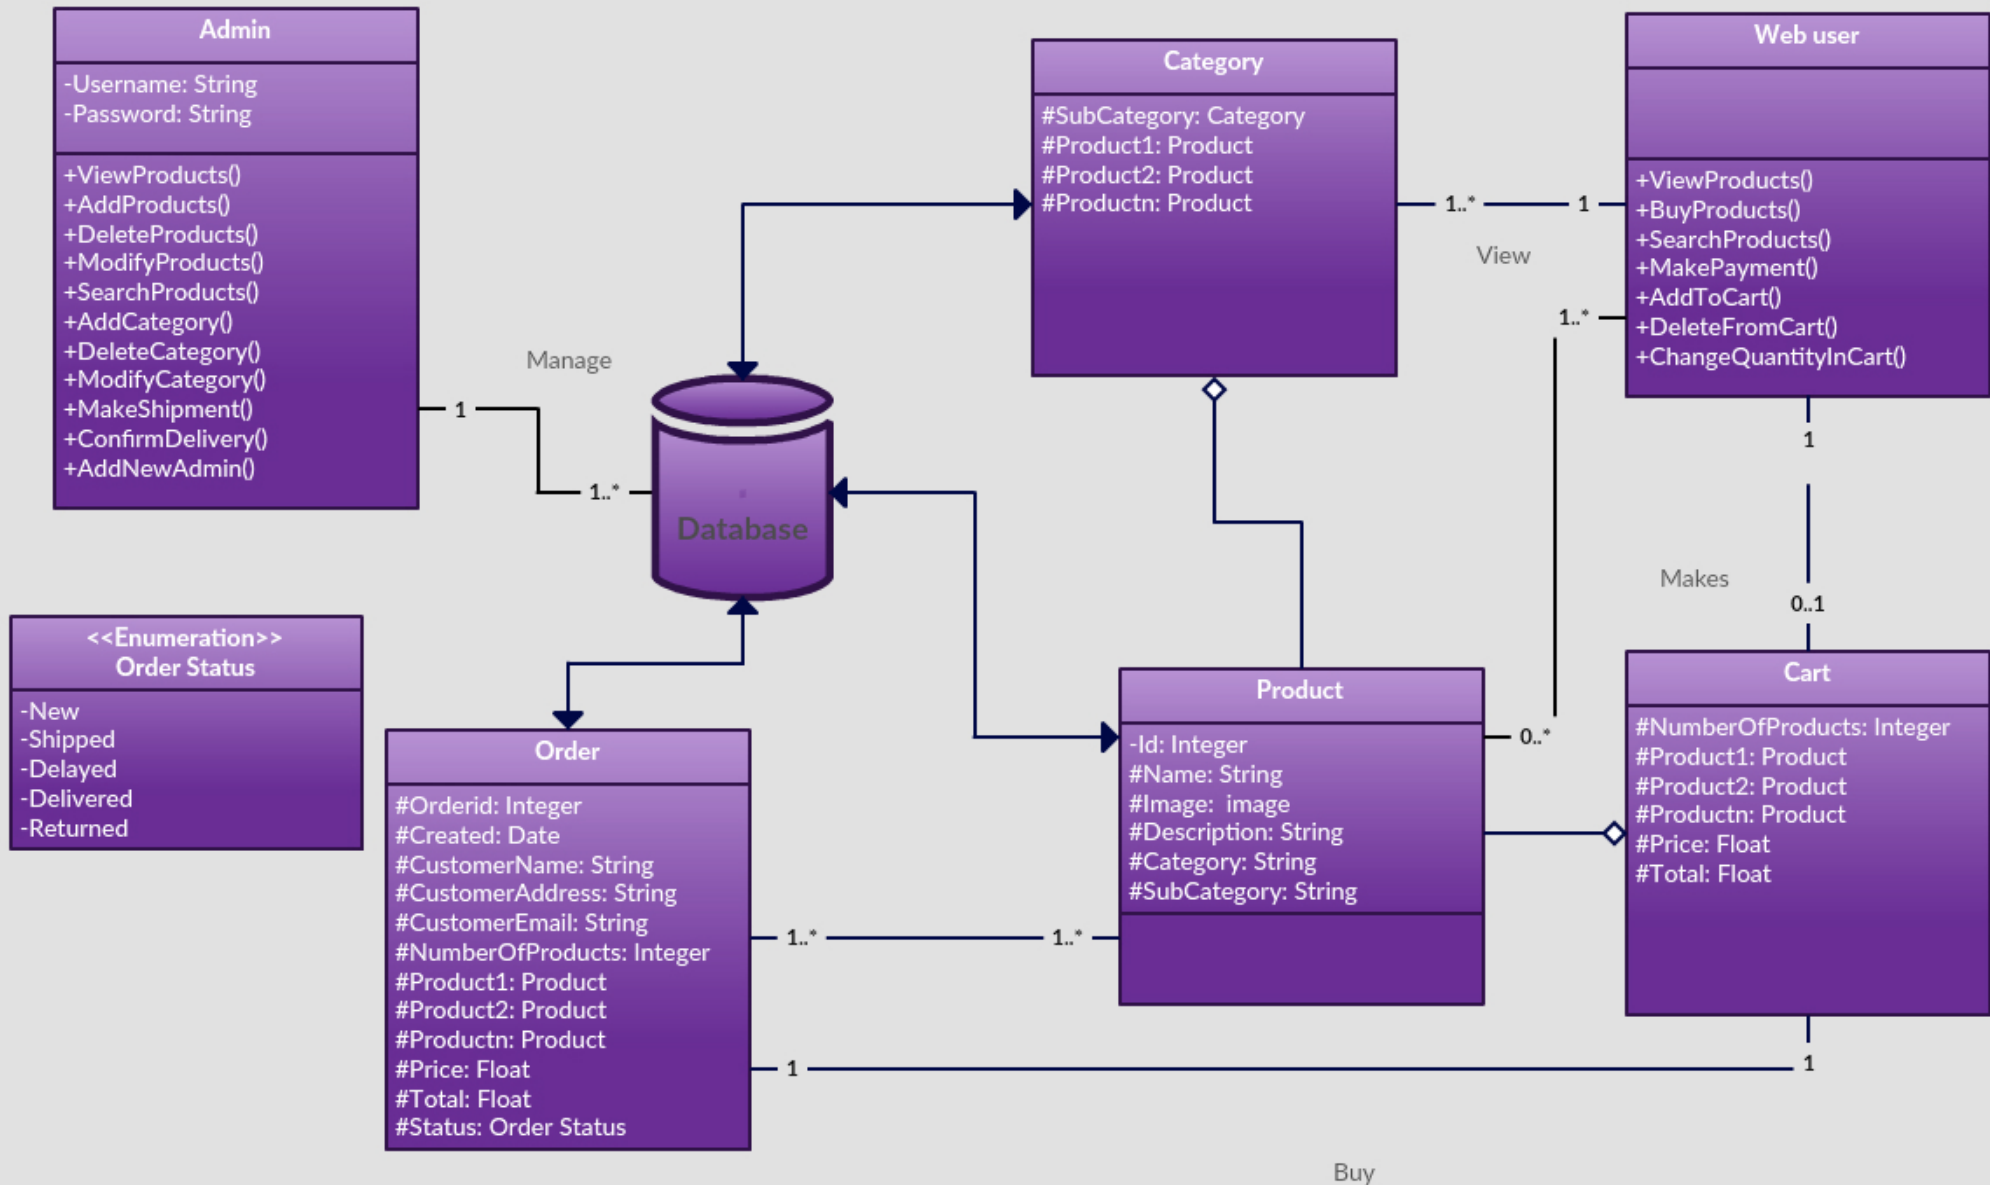 Admin
-Username: String
-Password: String
+ViewProducts()
+AddProducts()
+DeleteProducts()
+ModifyProducts()
+SearchProducts()
+AddCategory()
+DeleteCategory()
+ModifyCategory()
+MakeShipment()
+ConfirmDelivery()
+AddNewAdmin()
Manage
1
1..*
Database
Category
#SubCategory: Category
#Product1: Product
#Product2: Product
#Productn: Product
1..*
1
View
Web user
+ViewProducts()
+BuyProducts()
+SearchProducts()
+MakePayment()
+AddToCart()
+DeleteFromCart()
+ChangeQuantityInCart()
1..*
0..*
1
Makes
0..1
<<Enumeration>>
Order Status
-New
-Shipped
-Delayed
-Delivered
-Returned
Order
#Orderid: Integer
#Created: Date
#CustomerName: String
#CustomerAddress: String
#CustomerEmail: String
#NumberOfProducts: Integer
#Product1: Product
#Product2: Product
#Productn: Product
#Price: Float
#Total: Float
#Status: Order Status
1..*
1..*
Product
-Id: Integer
#Name: String
#Image:  image
#Description: String
#Category: String
#SubCategory: String
Cart
#NumberOfProducts: Integer
#Product1: Product
#Product2: Product
#Productn: Product
#Price: Float
#Total: Float
1
1
Buy